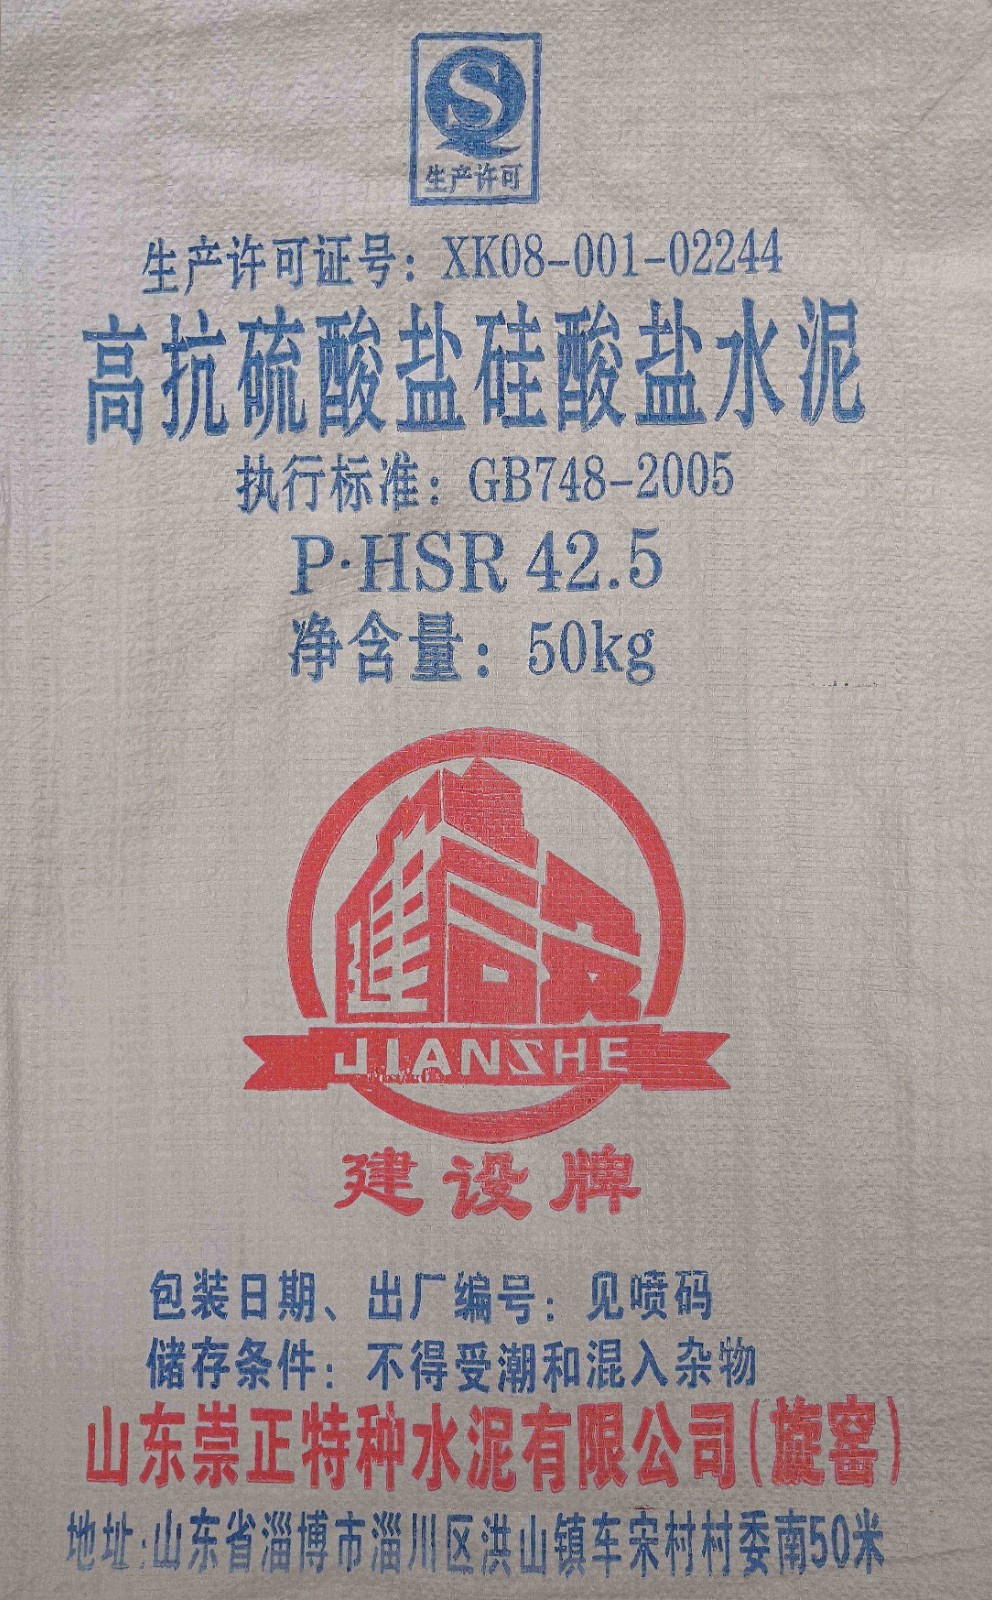 S
生产许可
生产许可证号：XK08-001-02244
高抗硫酸盐硅酸盐水泥
执行标准：GB748-2005
P·HSR 42.5
净含量：50kg
建设
JIANSHE
建设牌
包装日期、出厂编号：见喷码
储存条件：不得受潮和混入杂物
山东崇正特种水泥有限公司(旋窑)
地址:山东省淄博市淄川区洪山镇车宋村村委南50米